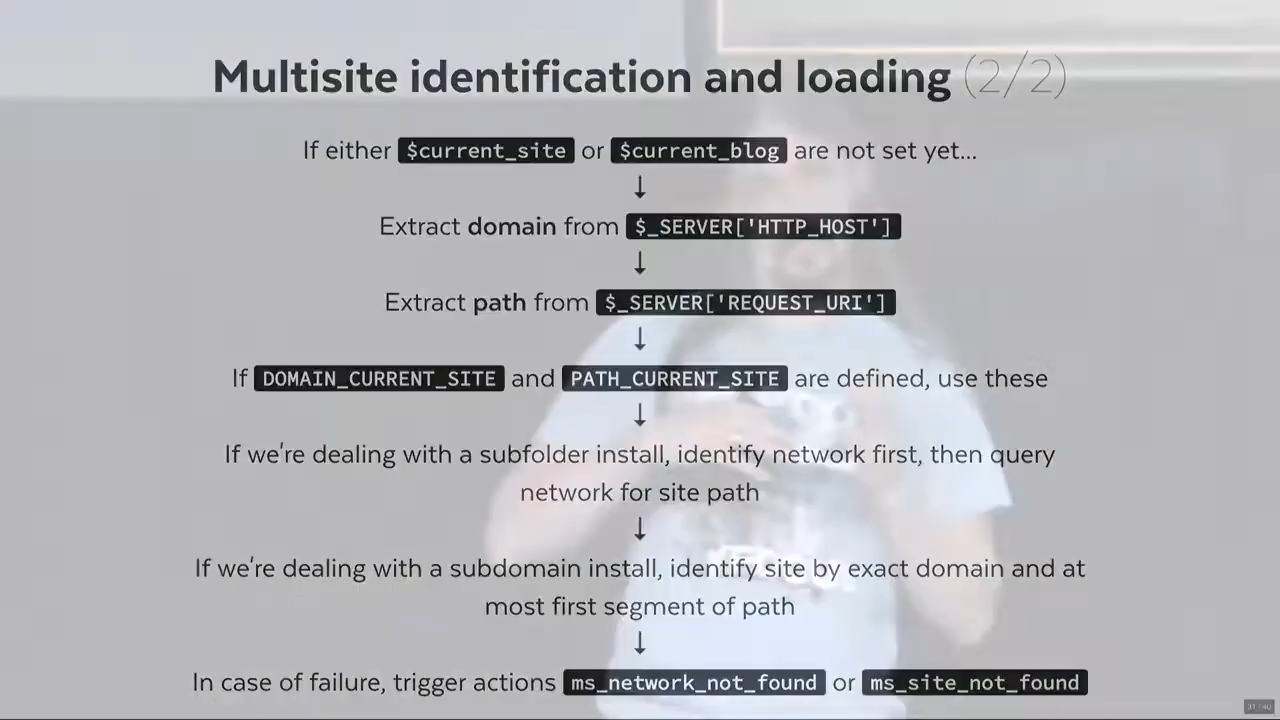 Multisite identification and loading (2/2)
If either $current_site or $current_blog are not set yet...
↓
Extract domain from $_SERVER['HTTP_HOST']
↓
Extract path from $_SERVER['REQUEST_URI']
↓
If DOMAIN_CURRENT_SITE and PATH_CURRENT_SITE are defined, use these
↓
If we're dealing with a subfolder install, identify network first, then query
network for site path
↓
If we're dealing with a subdomain install, identify site by exact domain and at
most first segment of path
↓
In case of failure, trigger actions ms_network_not_found or ms_site_not_found
31 / 40